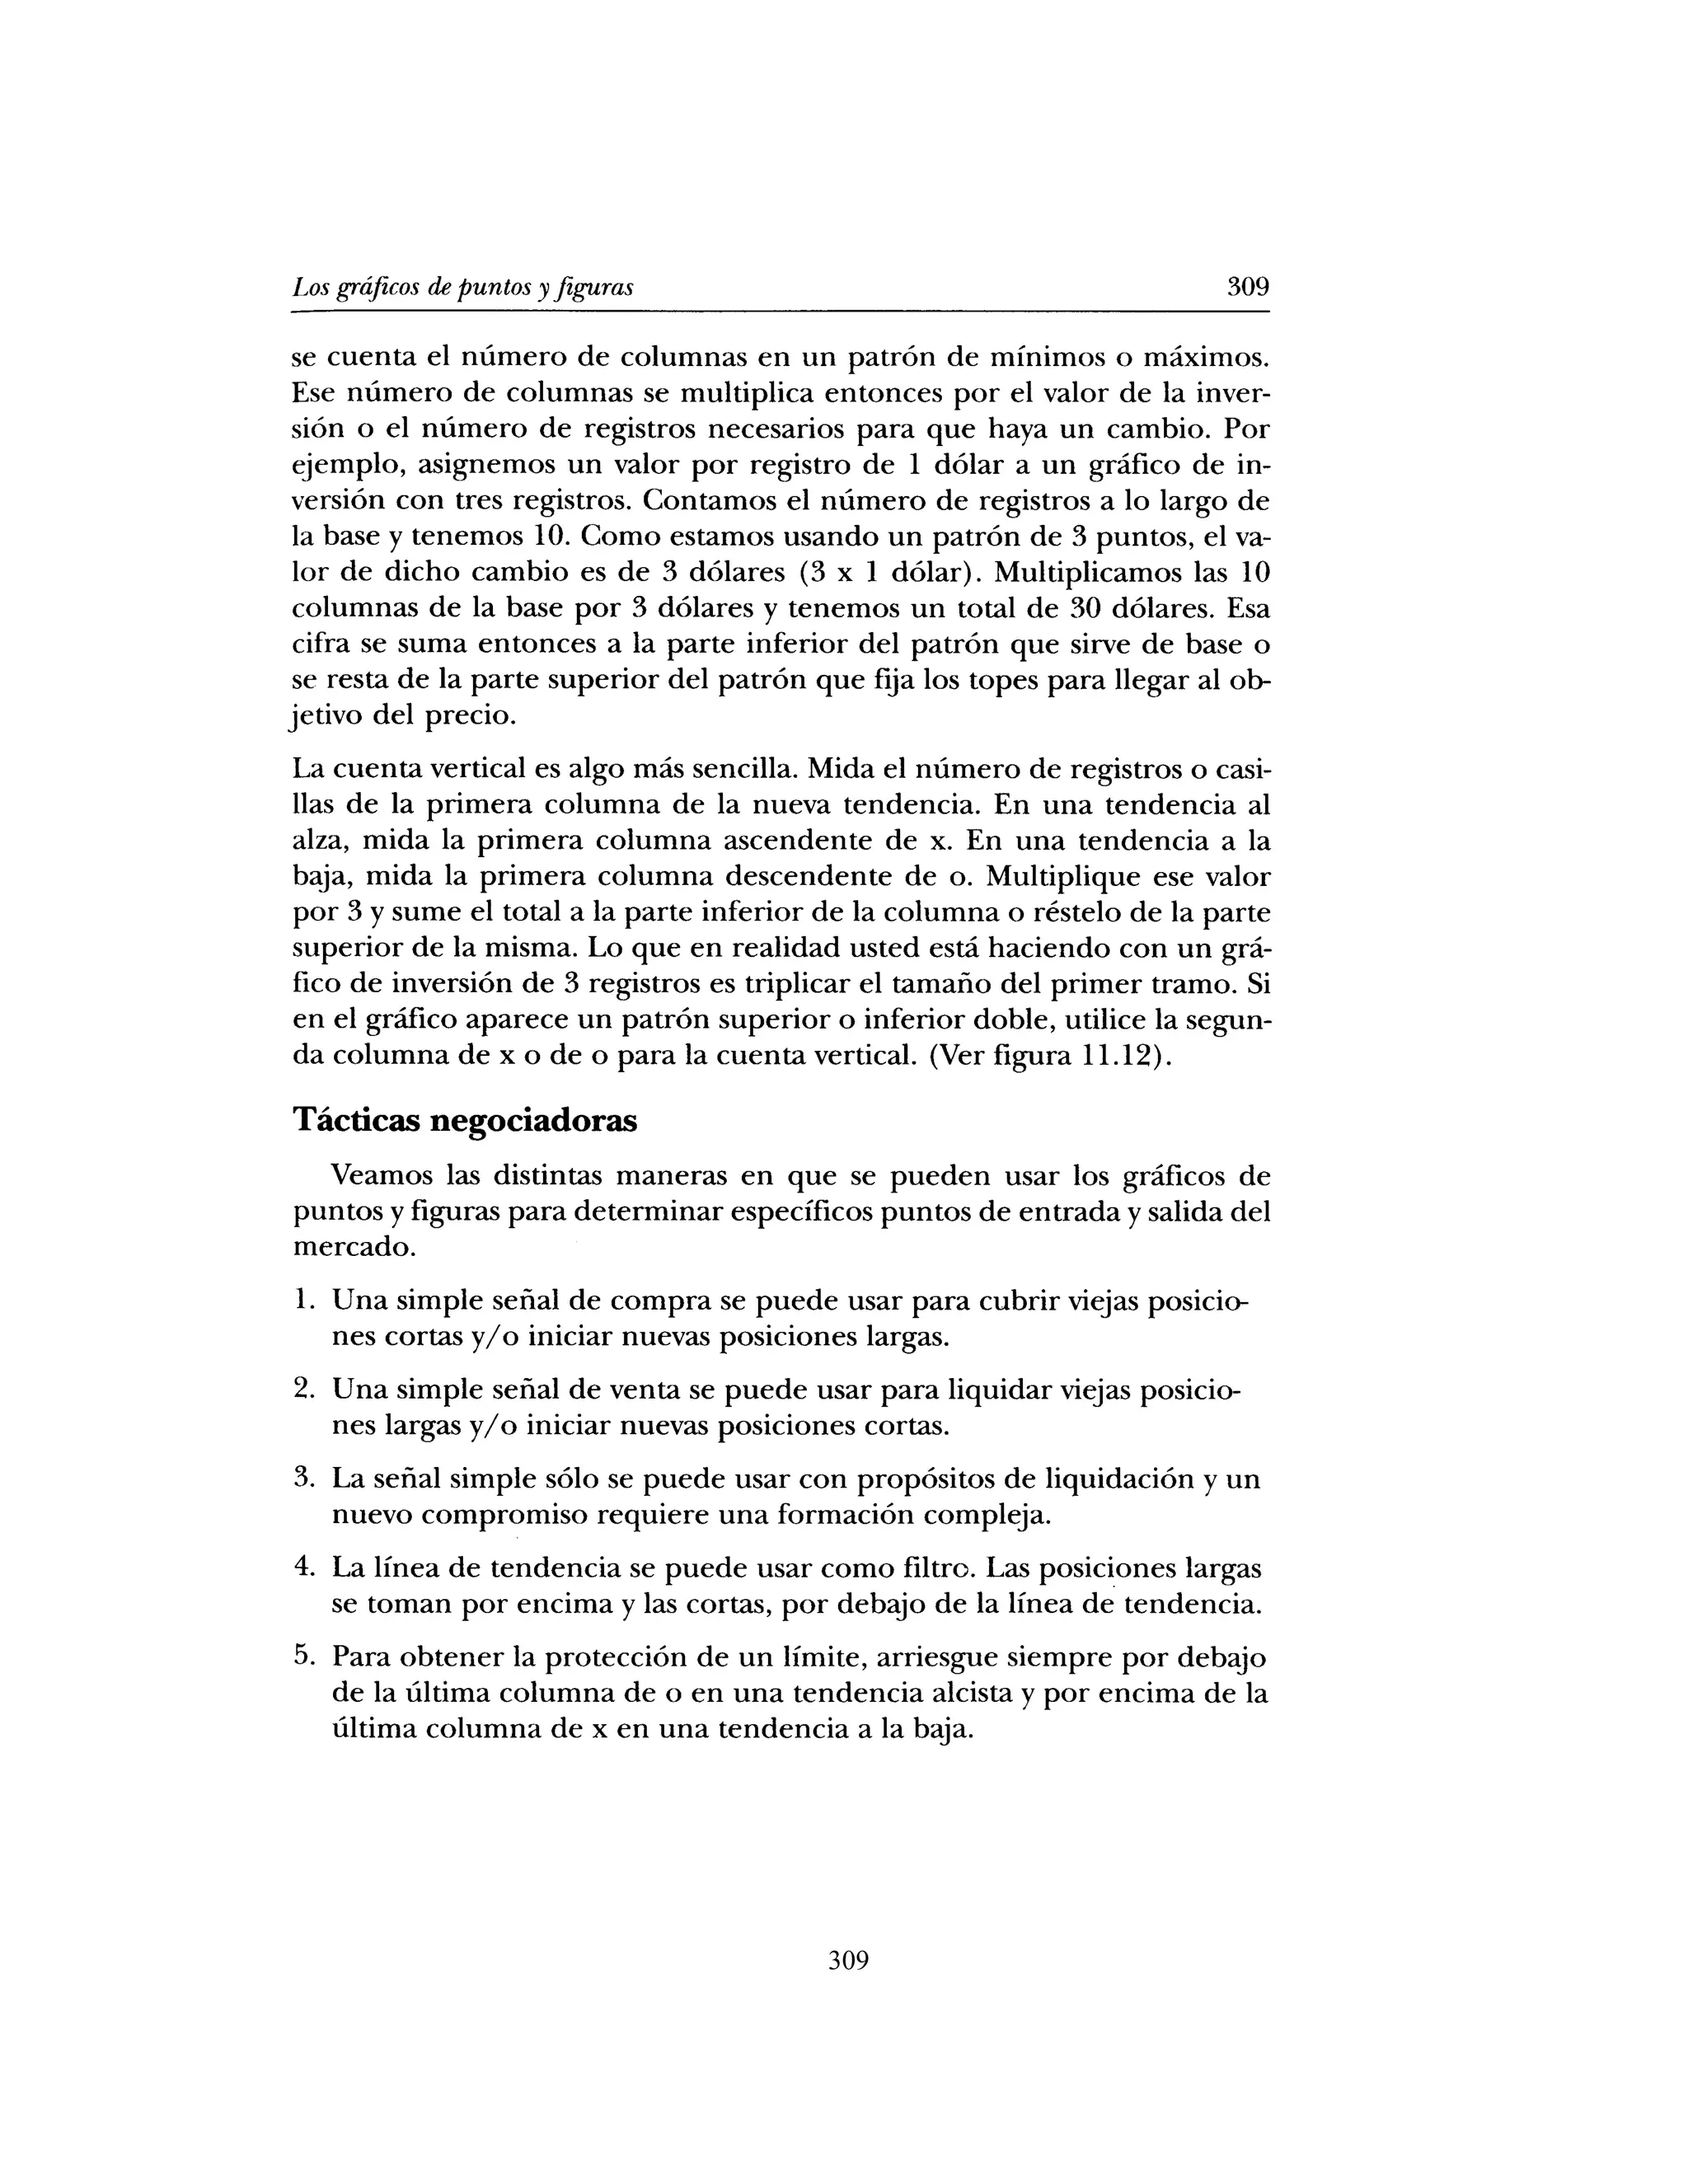 Los gráficos de puntos y figuras 309
se cuenta el número de columnas en un patrón de mínimos o máximos.
Ese número de columnas se multiplica entonces por el valor de la inver-
sión o el número de registros necesarios para que haya un cambio. Por
ejemplo, asignemos un valor por registro de 1 dólar a un gráfico de in-
versión con tres registros. Contamos el número de registros a lo largo de
la base y tenemos 10. Como estamos usando un patrón de 3 puntos, el va-
lor de dicho cambio es de 3 dólares (3 x 1 dólar). Multiplicamos las 10
columnas de la base por 3 dólares y tenemos un total de 30 dólares. Esa
cifra se suma entonces a la parte inferior del patrón que sirve de base o
se resta de la parte superior del patrón que fija los topes para llegar al ob-
jetivo del precio.
La cuenta vertical es algo más sencilla. Mida el número de registros o casi-
llas de la primera columna de la nueva tendencia. En una tendencia al
alza, mida la primera columna ascendente de x. En una tendencia a la
baja, mida la primera columna descendente de o. Multiplique ese valor
por 3 y sume el total a la parte inferior de la columna o réstelo de la parte
superior de la misma. Lo que en realidad usted está haciendo con un grá-
fico de inversión de 3 registros es triplicar el tamaño del primer tramo. Si
en el gráfico aparece un patrón superior o inferior doble, utilice la segun-
da columna de x o de o para la cuenta vertical. (Ver figura 11.12).
Tácticas negociadoras
Veamos las distintas maneras en que se pueden usar los gráficos de
puntos y figuras para determinar específicos puntos de entrada y salida del
mercado.
1. Una simple señal de compra se puede usar para cubrir viejas posicio-
nes cortas y/o iniciar nuevas posiciones largas.
2. Una simple señal de venta se puede usar para liquidar viejas posicio-
nes largas y/o iniciar nuevas posiciones cortas.
3. La señal simple sólo se puede usar con propósitos de liquidación y un
nuevo compromiso requiere una formación compleja.
4. La línea de tendencia se puede usar como filtro. Las posiciones largas
se toman por encima y las cortas, por debajo de la línea de tendencia.
5. Para obtener la protección de un límite, arriesgue siempre por debajo
de la última columna de o en una tendencia alcista y por encima de la
última columna de x en una tendencia a la baja.
309